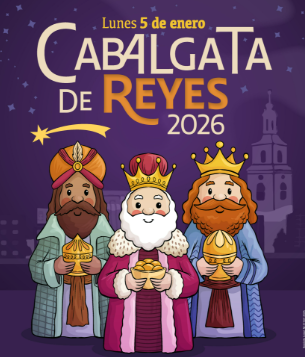 Lunes 5 de enero
CABALGATA
DE REYES
2026